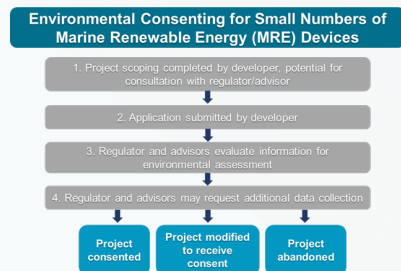 Environmental Consenting for Small Numbers of
Marine Renewable Energy (MRE) Devices
1. Project scoping completed by developer, potential for
consultation with regulator/advisor
2. Application submitted by developer
3. Regulator and advisors evaluate information for
environmental assessment
4. Regulator and advisors may request additional data collection
Project
consented
Project modified
to receive
consent
Project
abandoned